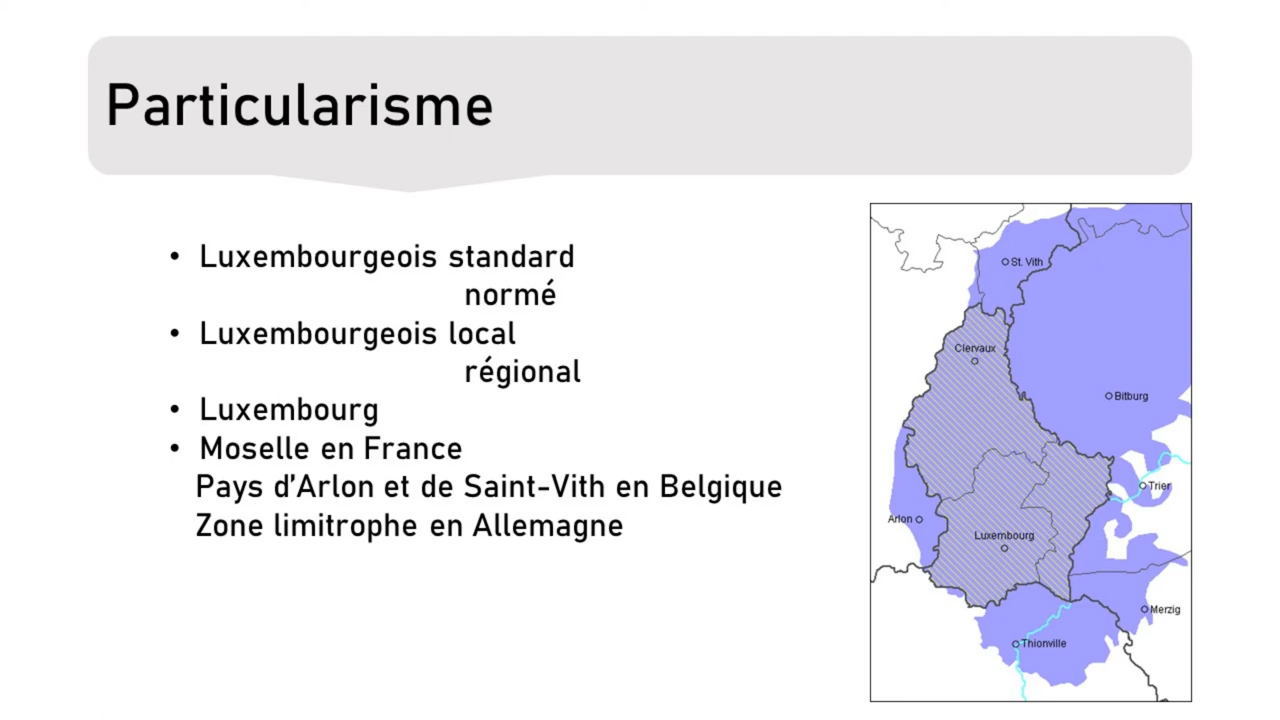 Particularisme
• Luxembourgeois standard
normé
• Luxembourgeois local
régional
• Luxembourg
• Moselle en France
Pays d’Arlon et de Saint-Vith en Belgique
Zone limitrophe en Allemagne
St. Vith
Clervaux
Bitburg
Trier
Arlon
Luxembourg
Merzig
Thionville